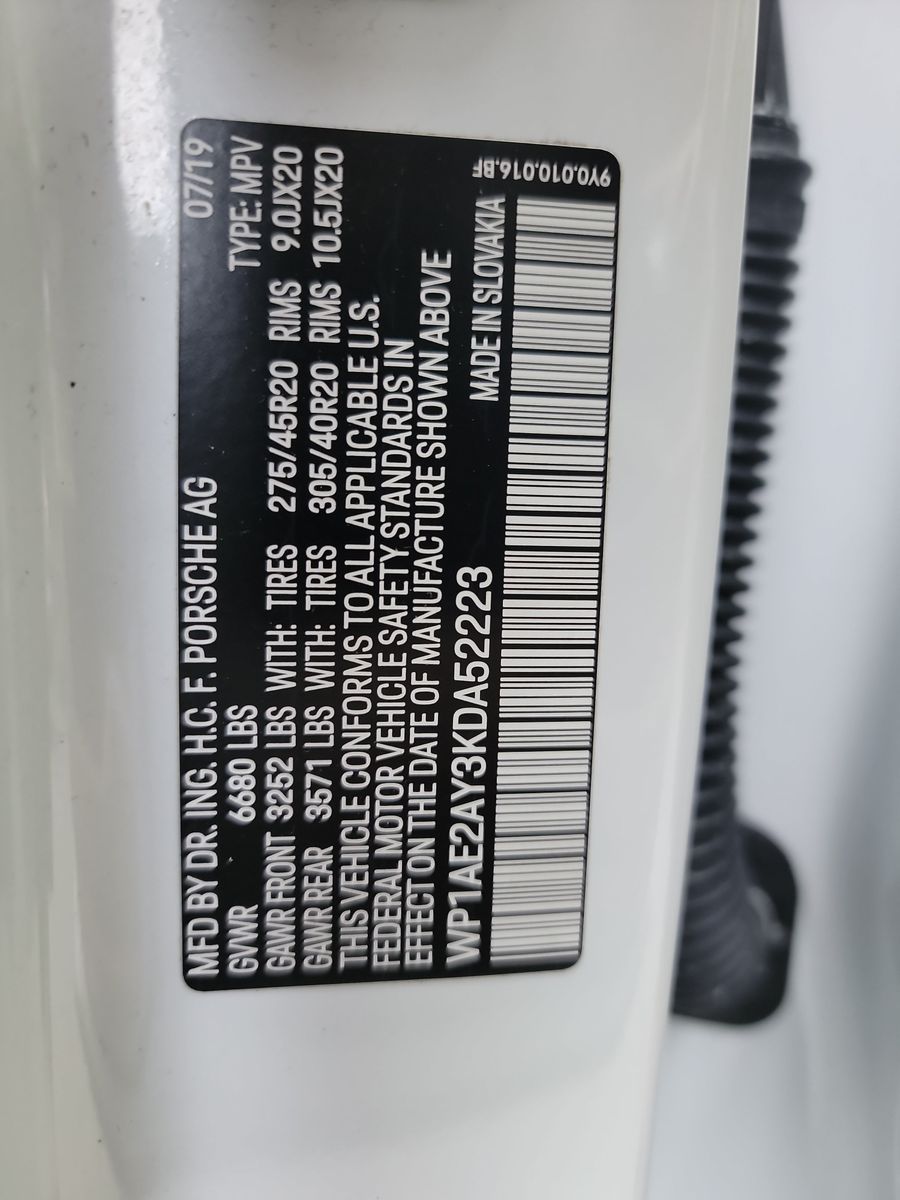 MFD BY DR. ING. H.C. F. PORSCHE AG 07/19
GVWR 6680 LBS TYPE: MPV
GAWR FRONT 3252 LBS WITH: TIRES 275/45R20 RIMS 9.0JX20
GAWR REAR 3571 LBS WITH: TIRES 305/40R20 RIMS 10.5JX20
THIS VEHICLE CONFORMS TO ALL APPLICABLE U.S.
FEDERAL MOTOR VEHICLE SAFETY STANDARDS IN
EFFECT ON THE DATE OF MANUFACTURE SHOWN ABOVE
WP1AE2AY3KDA52223 MADE IN SLOVAKIA
9Y0.010.016.BF